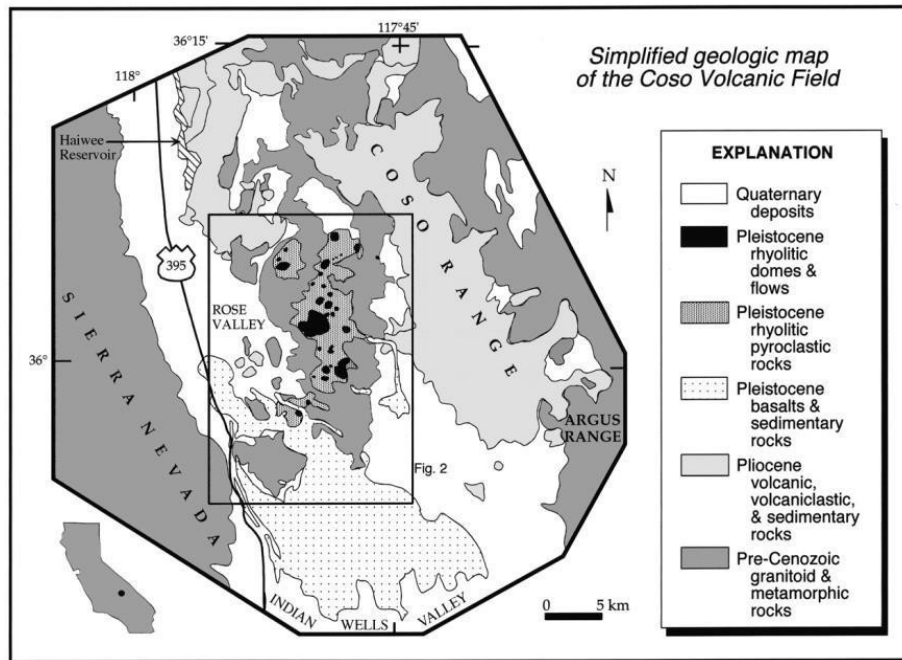 117°45'
36°15'
118°
Simplified geologic map
of the Coso Volcanic Field
Haiwee
Reservoir
COSO RANGE
N
395
ROSE
VALLEY
SIERRA NEVADA
36°
ARGUS
RANGE
Fig. 2
INDIAN WELLS VALLEY
0 5 km
EXPLANATION
Quaternary
deposits
Pleistocene
rhyolitic
domes &
flows
Pleistocene
rhyolitic
pyroclastic
rocks
Pleistocene
basalts &
sedimentary
rocks
Pliocene
volcanic,
volcaniclastic,
& sedimentary
rocks
Pre-Cenozoic
granitoid &
metamorphic
rocks